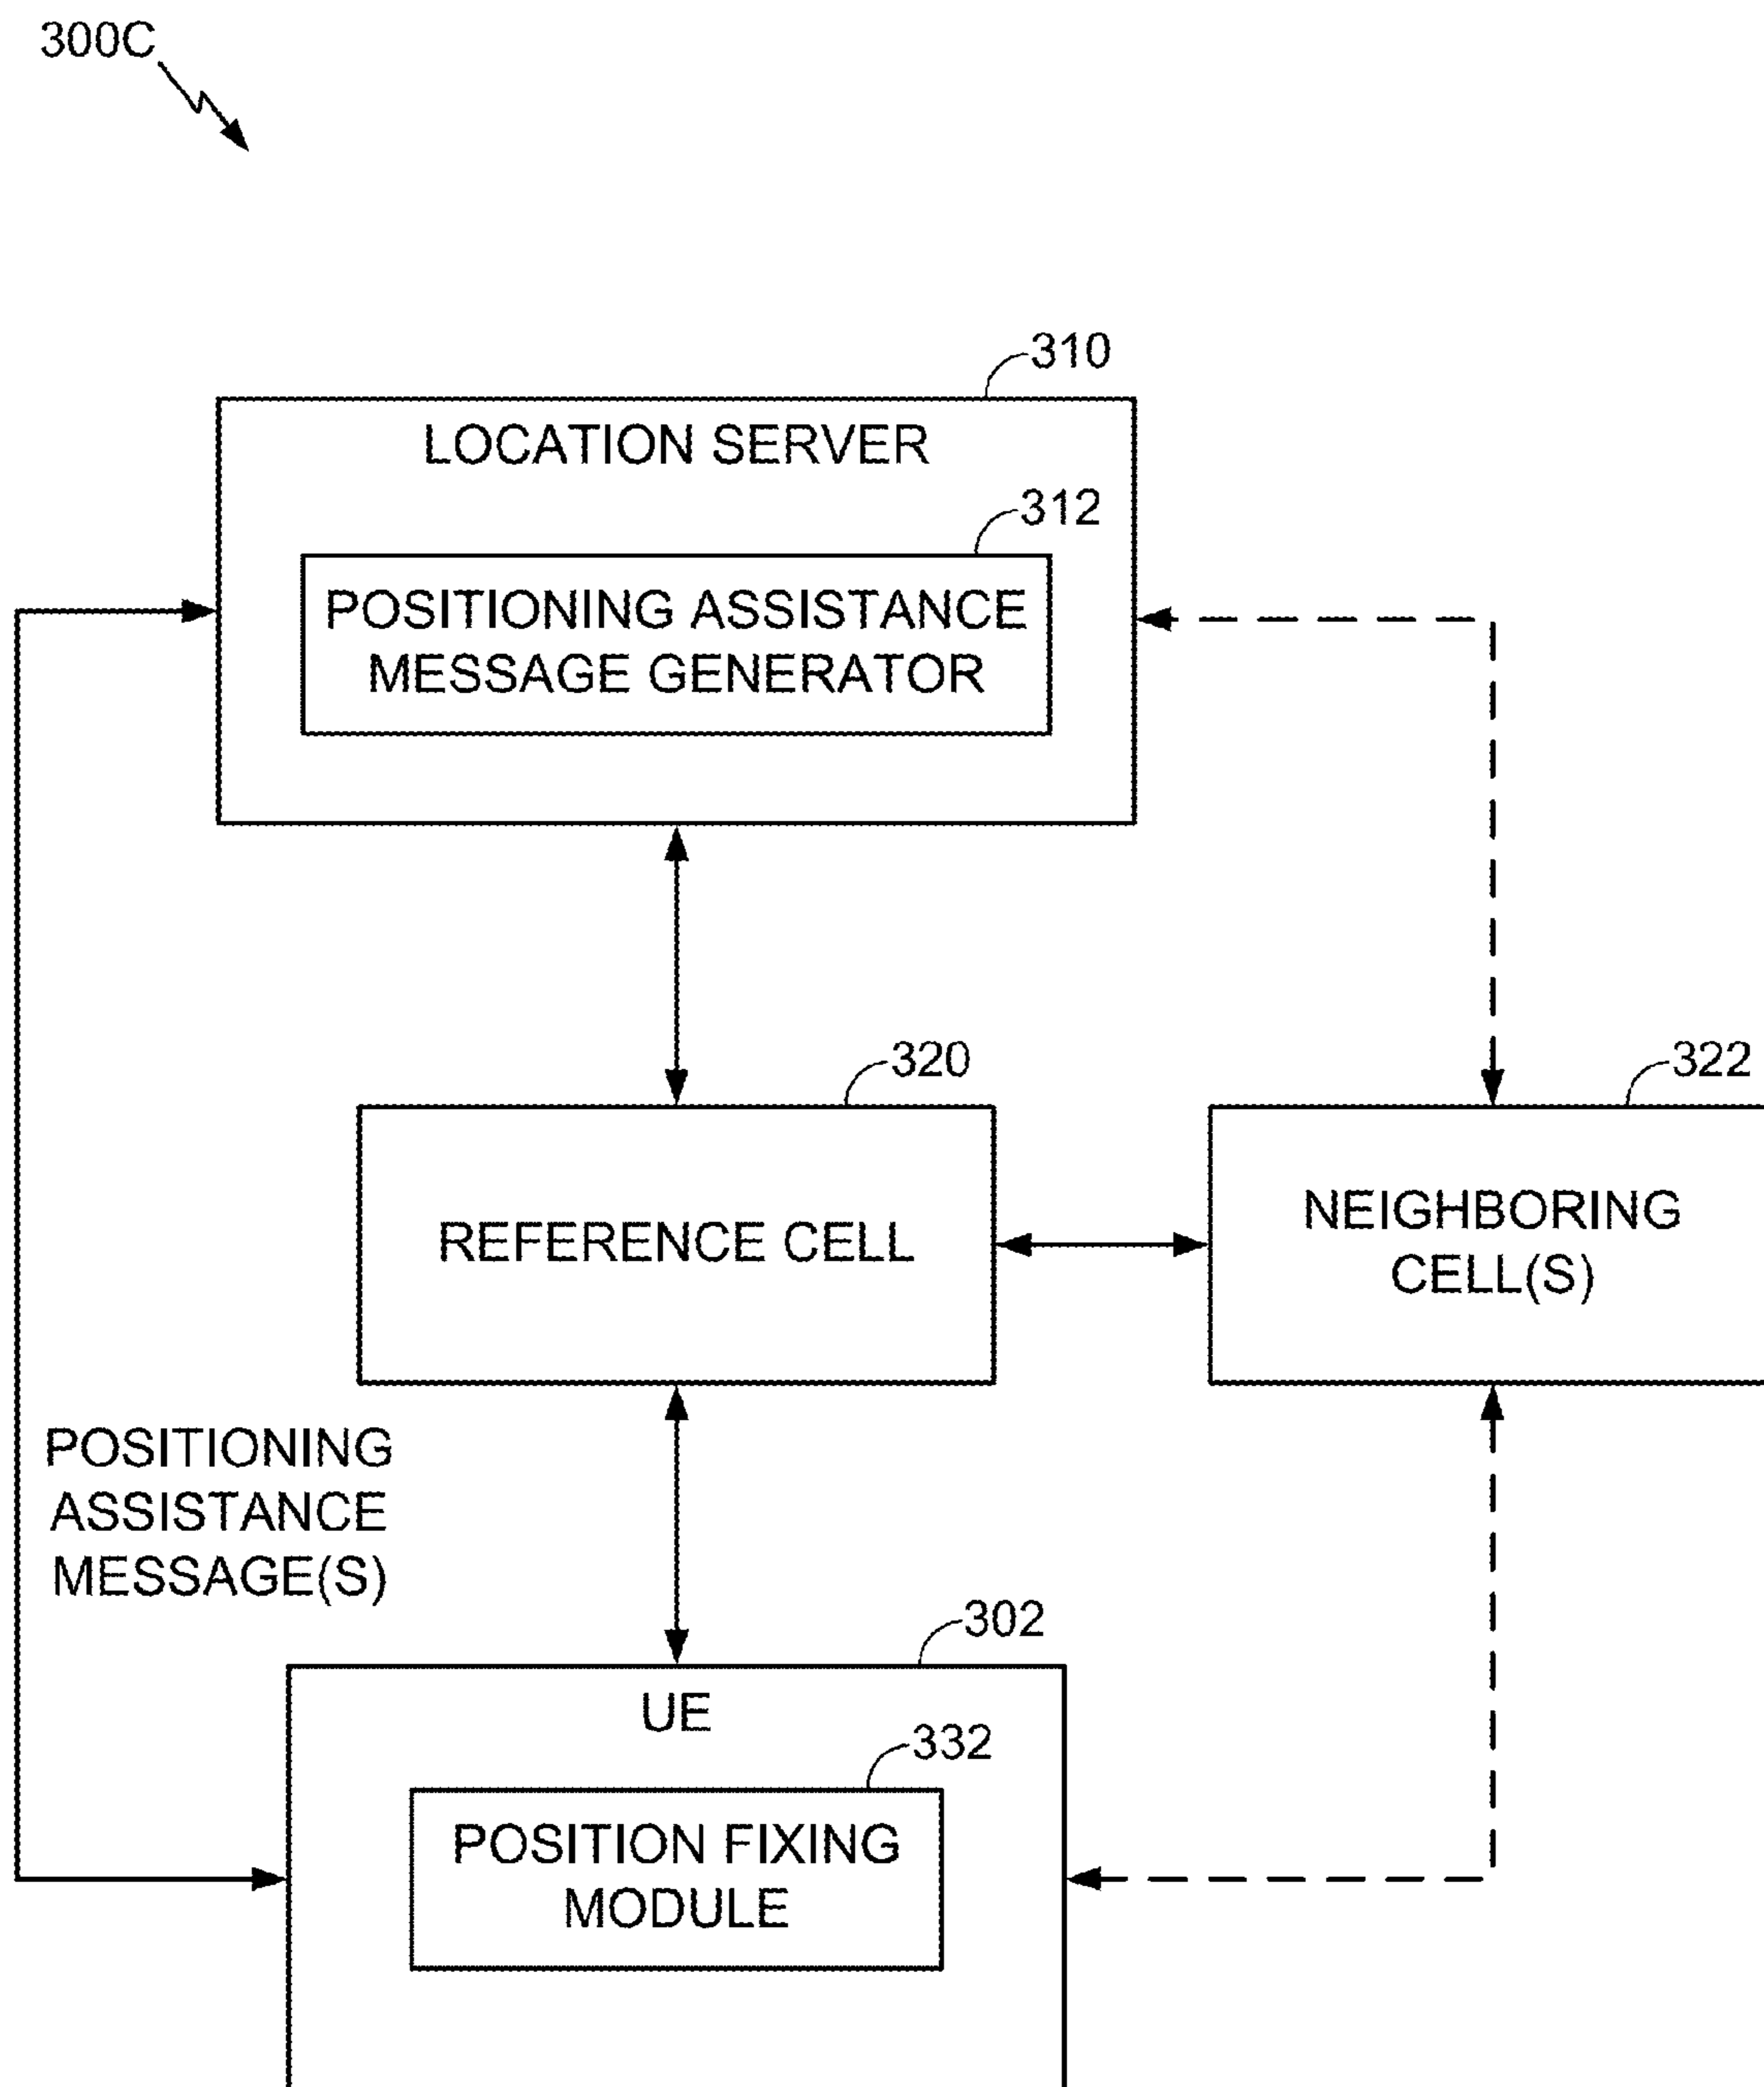 300C
310
LOCATION SERVER
312
POSITIONING ASSISTANCE
MESSAGE GENERATOR
320
322
REFERENCE CELL
NEIGHBORING
CELL(S)
POSITIONING
ASSISTANCE
MESSAGE(S)
302
UE
332
POSITION FIXING
MODULE